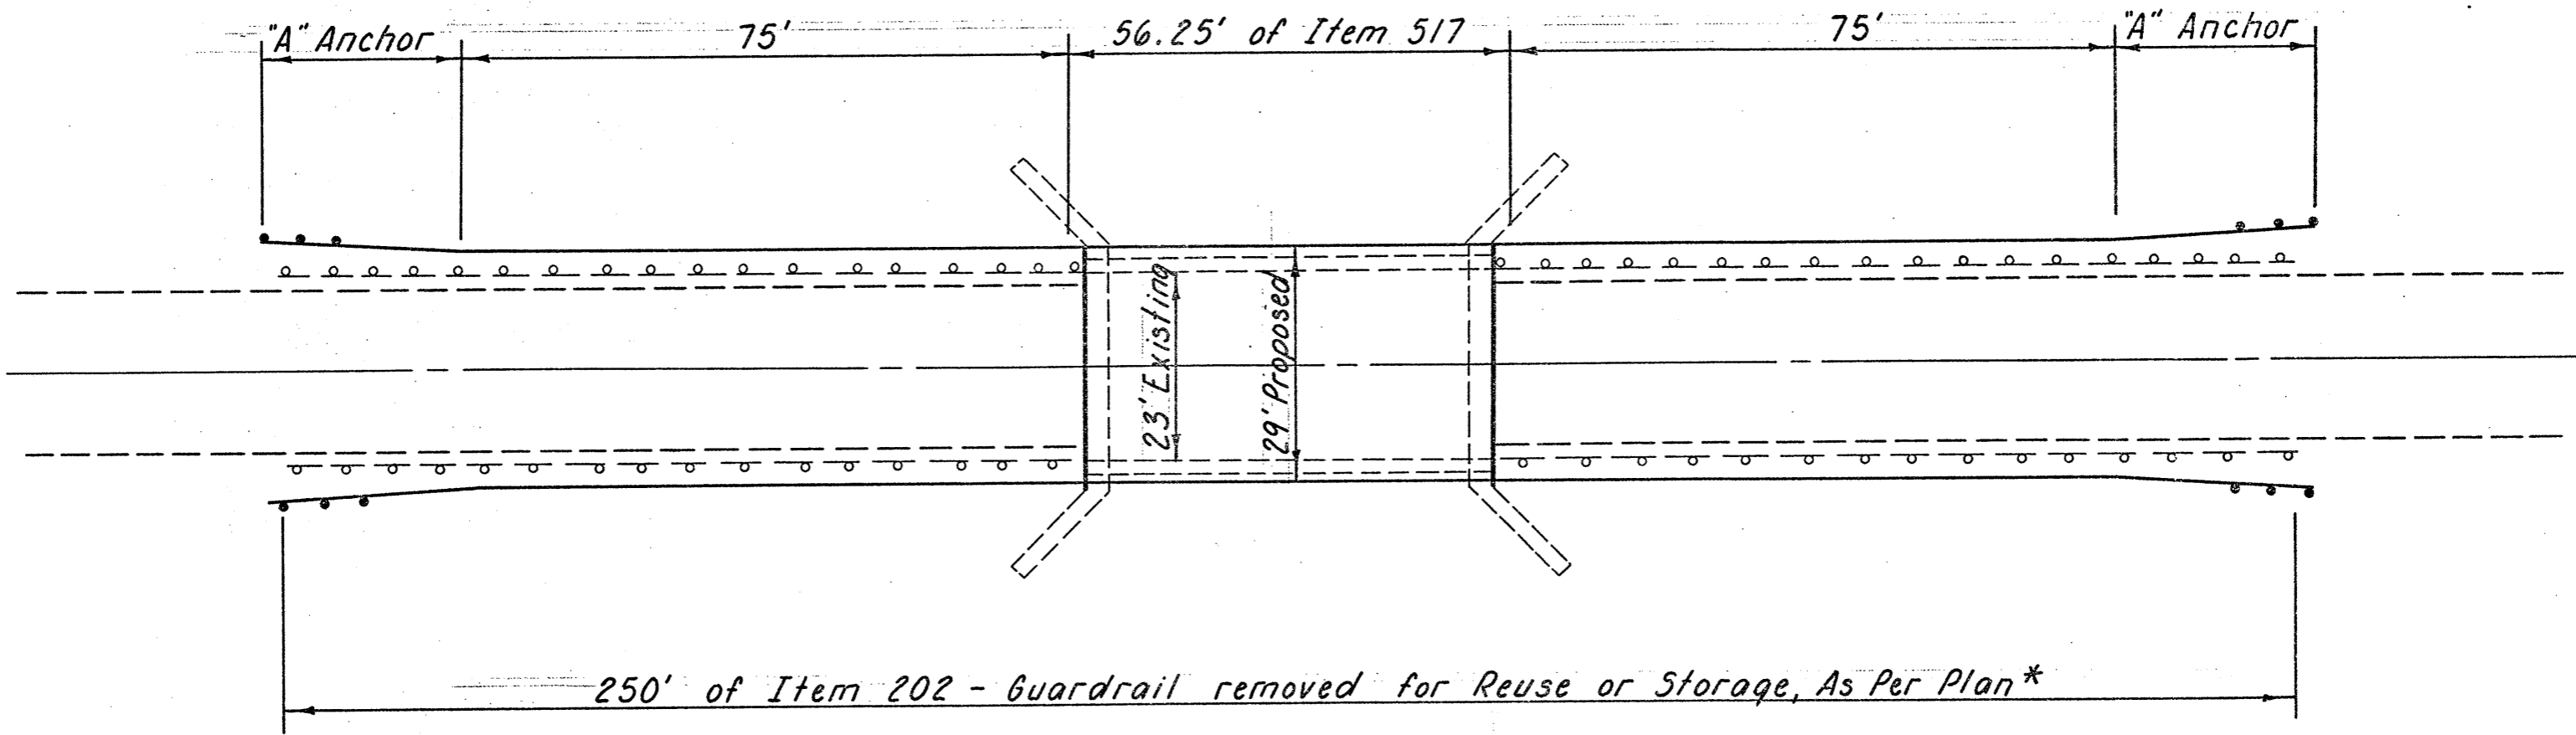 "A" Anchor
75'
56.25' of Item 517
75'
"A" Anchor
23' Existing
29' Proposed
250' of Item 202 - Guardrail removed for Reuse or Storage, As Per Plan*